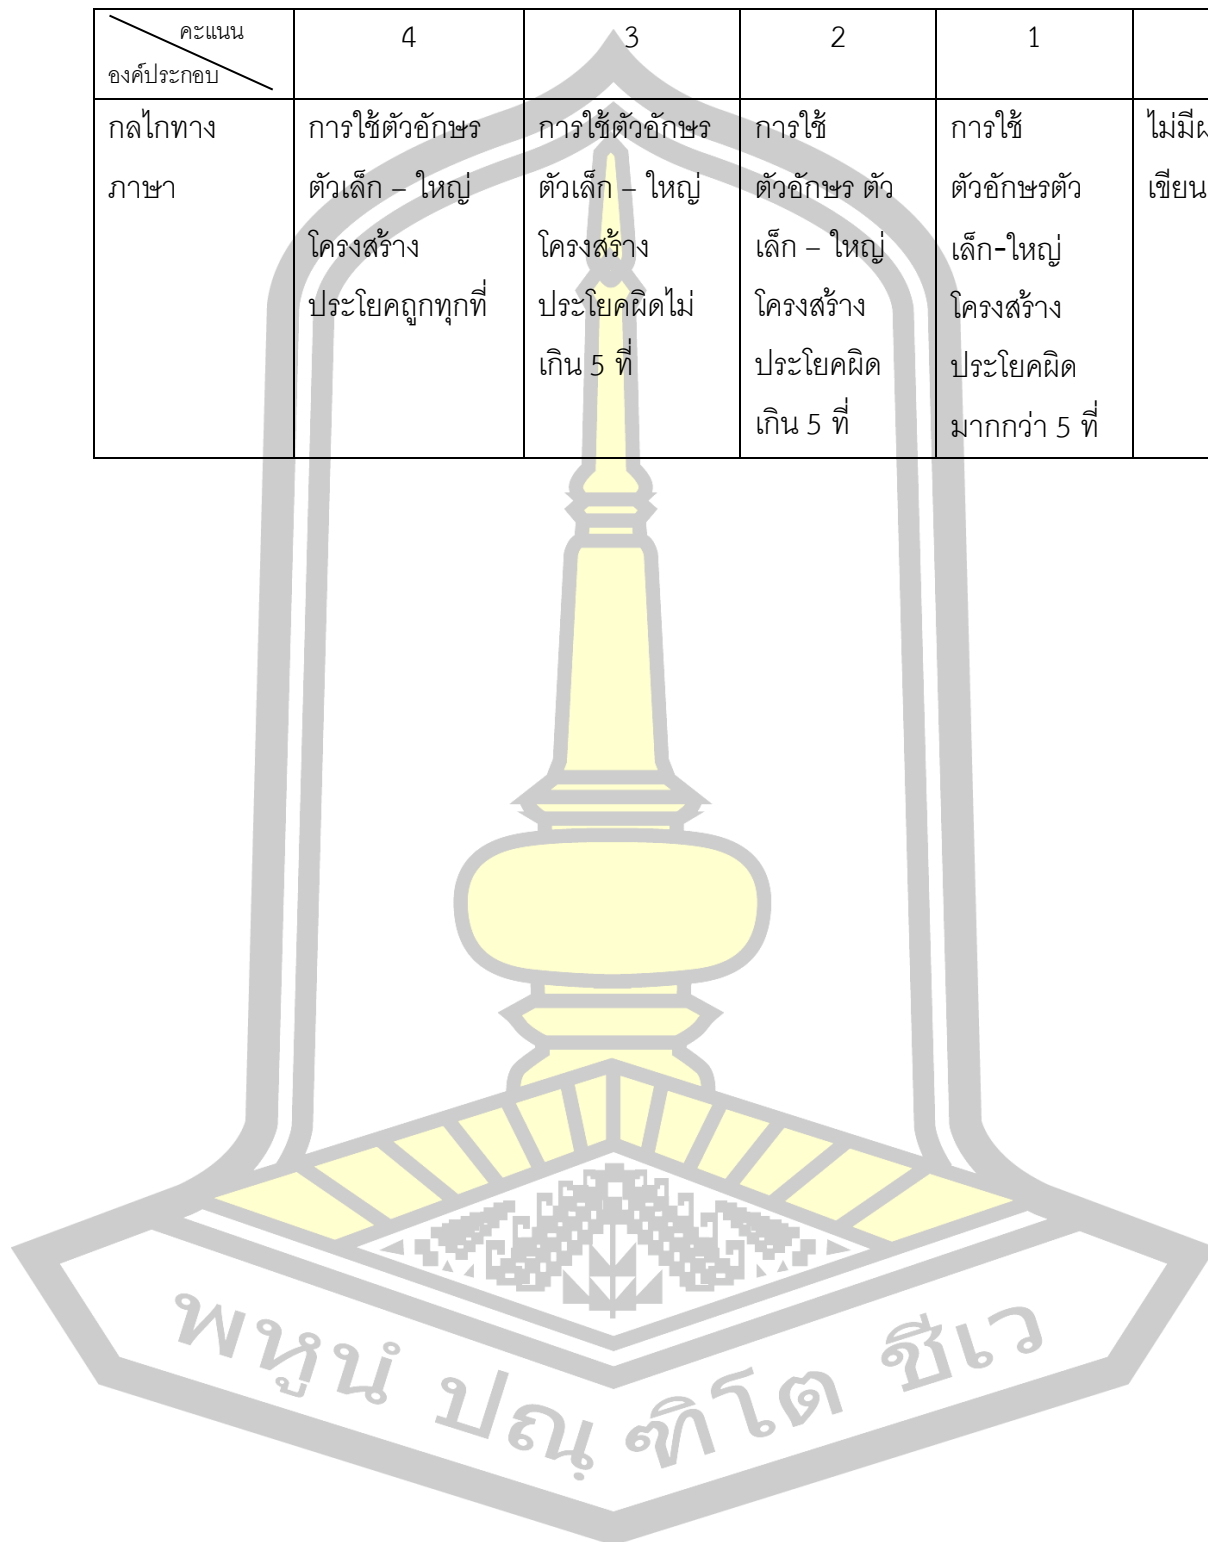 คะแนน 4 3 2 1
องค์ประกอบ
กลไกทาง การใช้ตัวอักษร การใช้ตัวอักษร การใช้ การใช้ ไม่มี
ภาษา ตัวเล็ก – ใหญ่ ตัวเล็ก – ใหญ่ ตัวอักษร ตัว ตัวอักษรตัว เขียน
โครงสร้าง โครงสร้าง เล็ก – ใหญ่ เล็ก-ใหญ่
ประโยคถูกทุกที่ ประโยคผิดไม่ โครงสร้าง โครงสร้าง
เกิน 5 ที่ ประโยคผิด ประโยคผิด
เกิน 5 ที่ มากกว่า 5 ที่
พหูนํ ปณฺฑิโต ชีเว